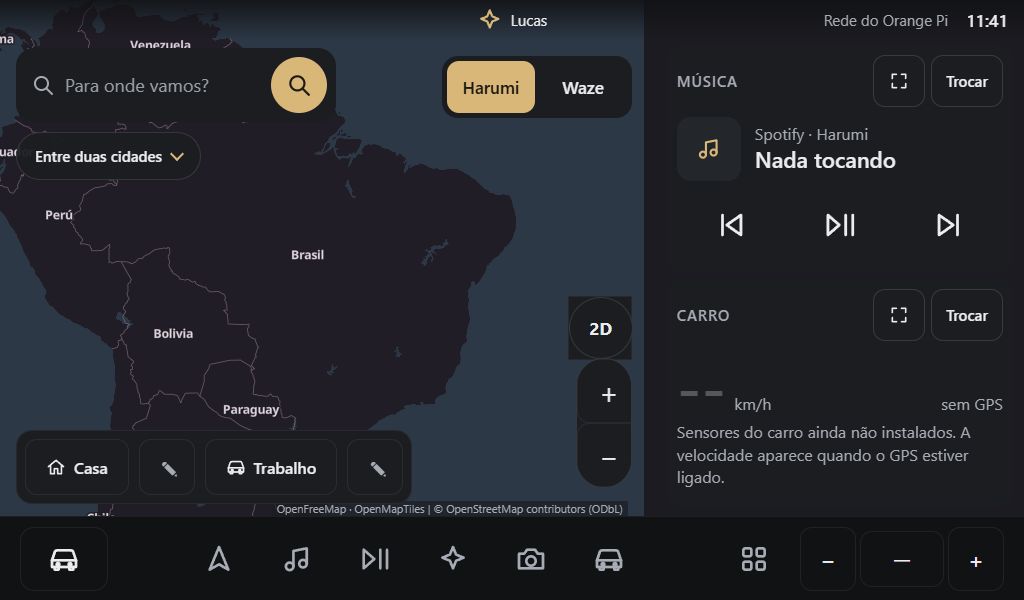 Lucas
Rede do Orange Pi 11:41
Venezuela
Para onde vamos?
Harumi
Waze
MÚSICA
Trocar
Entre duas cidades
Spotify · Harumi
Nada tocando
Perú
Brasil
Bolivia
Paraguay
2D
+
−
CARRO
Trocar
-- km/h
sem GPS
Sensores do carro ainda não instalados. A
velocidade aparece quando o GPS estiver
ligado.
Casa
Trabalho
OpenFreeMap · OpenMapTiles | © OpenStreetMap contributors (ODbL)
− — +